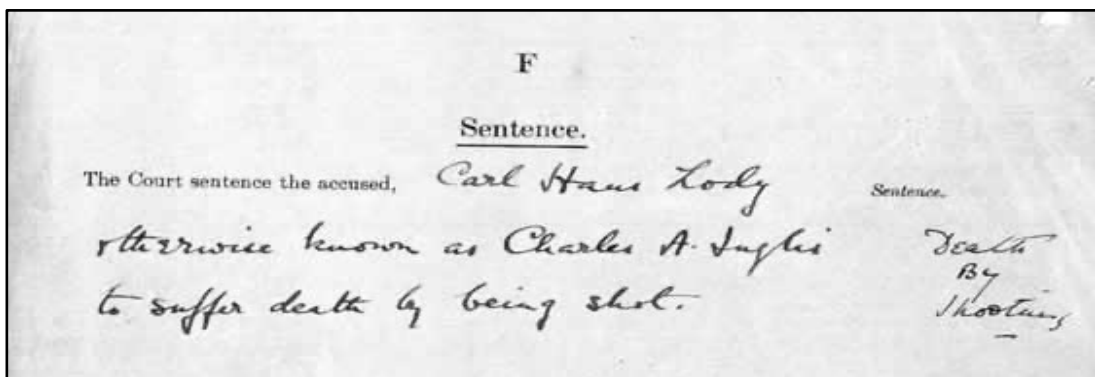 F
Sentence.
The Court sentence the accused, Carl Hans Lody
Sentence.
otherwise known as Charles A. Inglis
to suffer death by being shot.
Death
By
Shooting